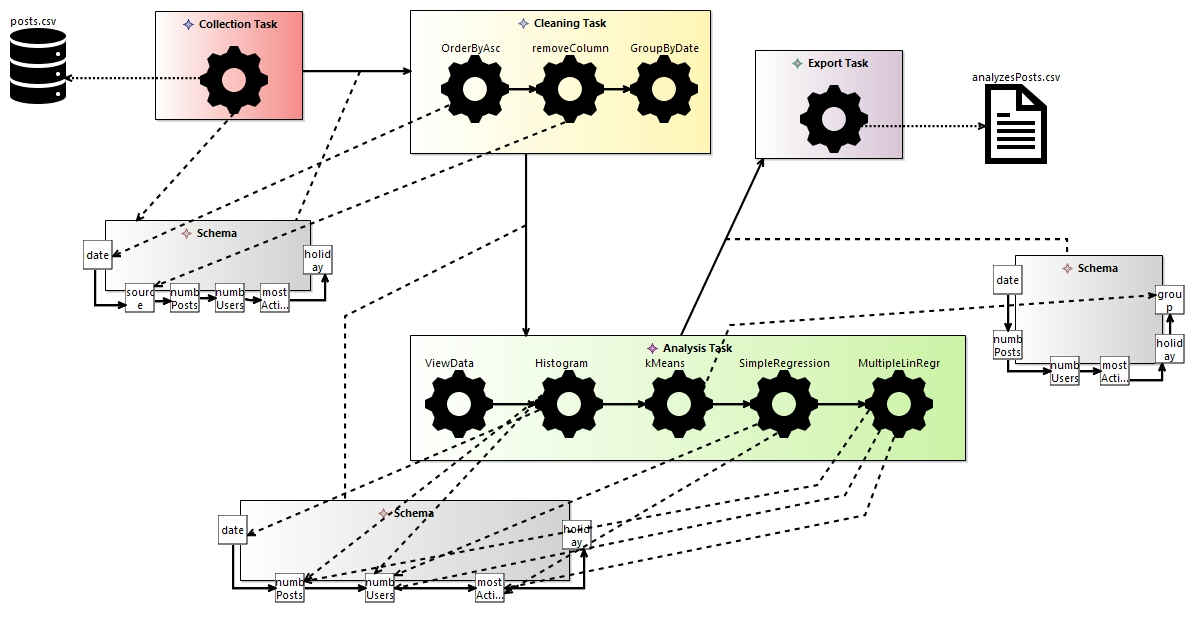 posts.csv
Collection Task
Cleaning Task
OrderByAsc
removeColumn
GroupByDate
Export Task
analyzesPosts.csv
Schema
date
holid
ay
sourc
e
numb
Posts
numb
Users
most
Acti...
Schema
date
grou
p
numb
Posts
holid
ay
numb
Users
most
Acti...
Analysis Task
ViewData
Histogram
kMeans
SimpleRegression
MultipleLinRegr
Schema
date
holid
ay
numb
Posts
numb
Users
most
Acti...